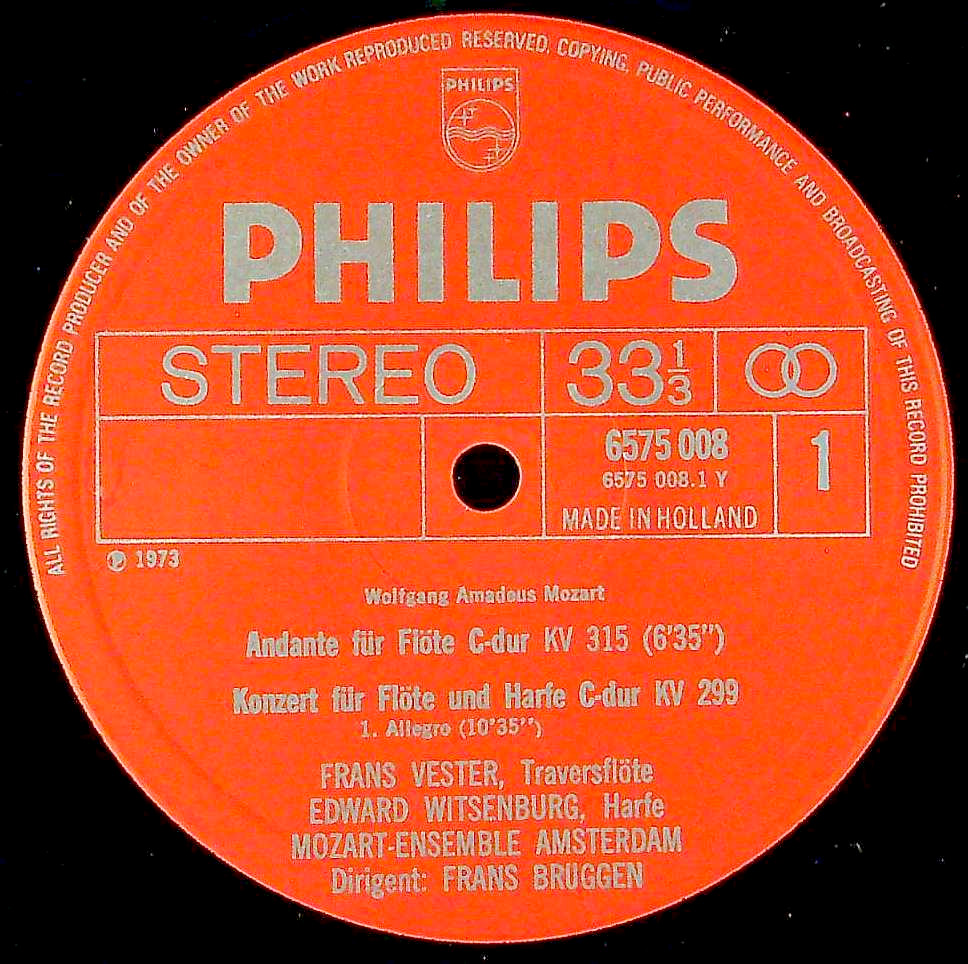 ALL RIGHTS OF THE RECORD PRODUCER AND OF THE OWNER OF THE WORK REPRODUCED RESERVED. COPYING, PUBLIC PERFORMANCE AND BROADCASTING OF THIS RECORD PROHIBITED
PHILIPS
PHILIPS
STEREO 33 1/3
6575 008 1
6575 008.1 Y
MADE IN HOLLAND
Ⓟ 1973
Wolfgang Amadeus Mozart
Andante für Flöte C-dur KV 315 (6'35")
Konzert für Flöte und Harfe C-dur KV 299
1. Allegro (10'35")
FRANS VESTER, Traversflöte
EDWARD WITSENBURG, Harfe
MOZART-ENSEMBLE AMSTERDAM
Dirigent: FRANS BRÜGGEN